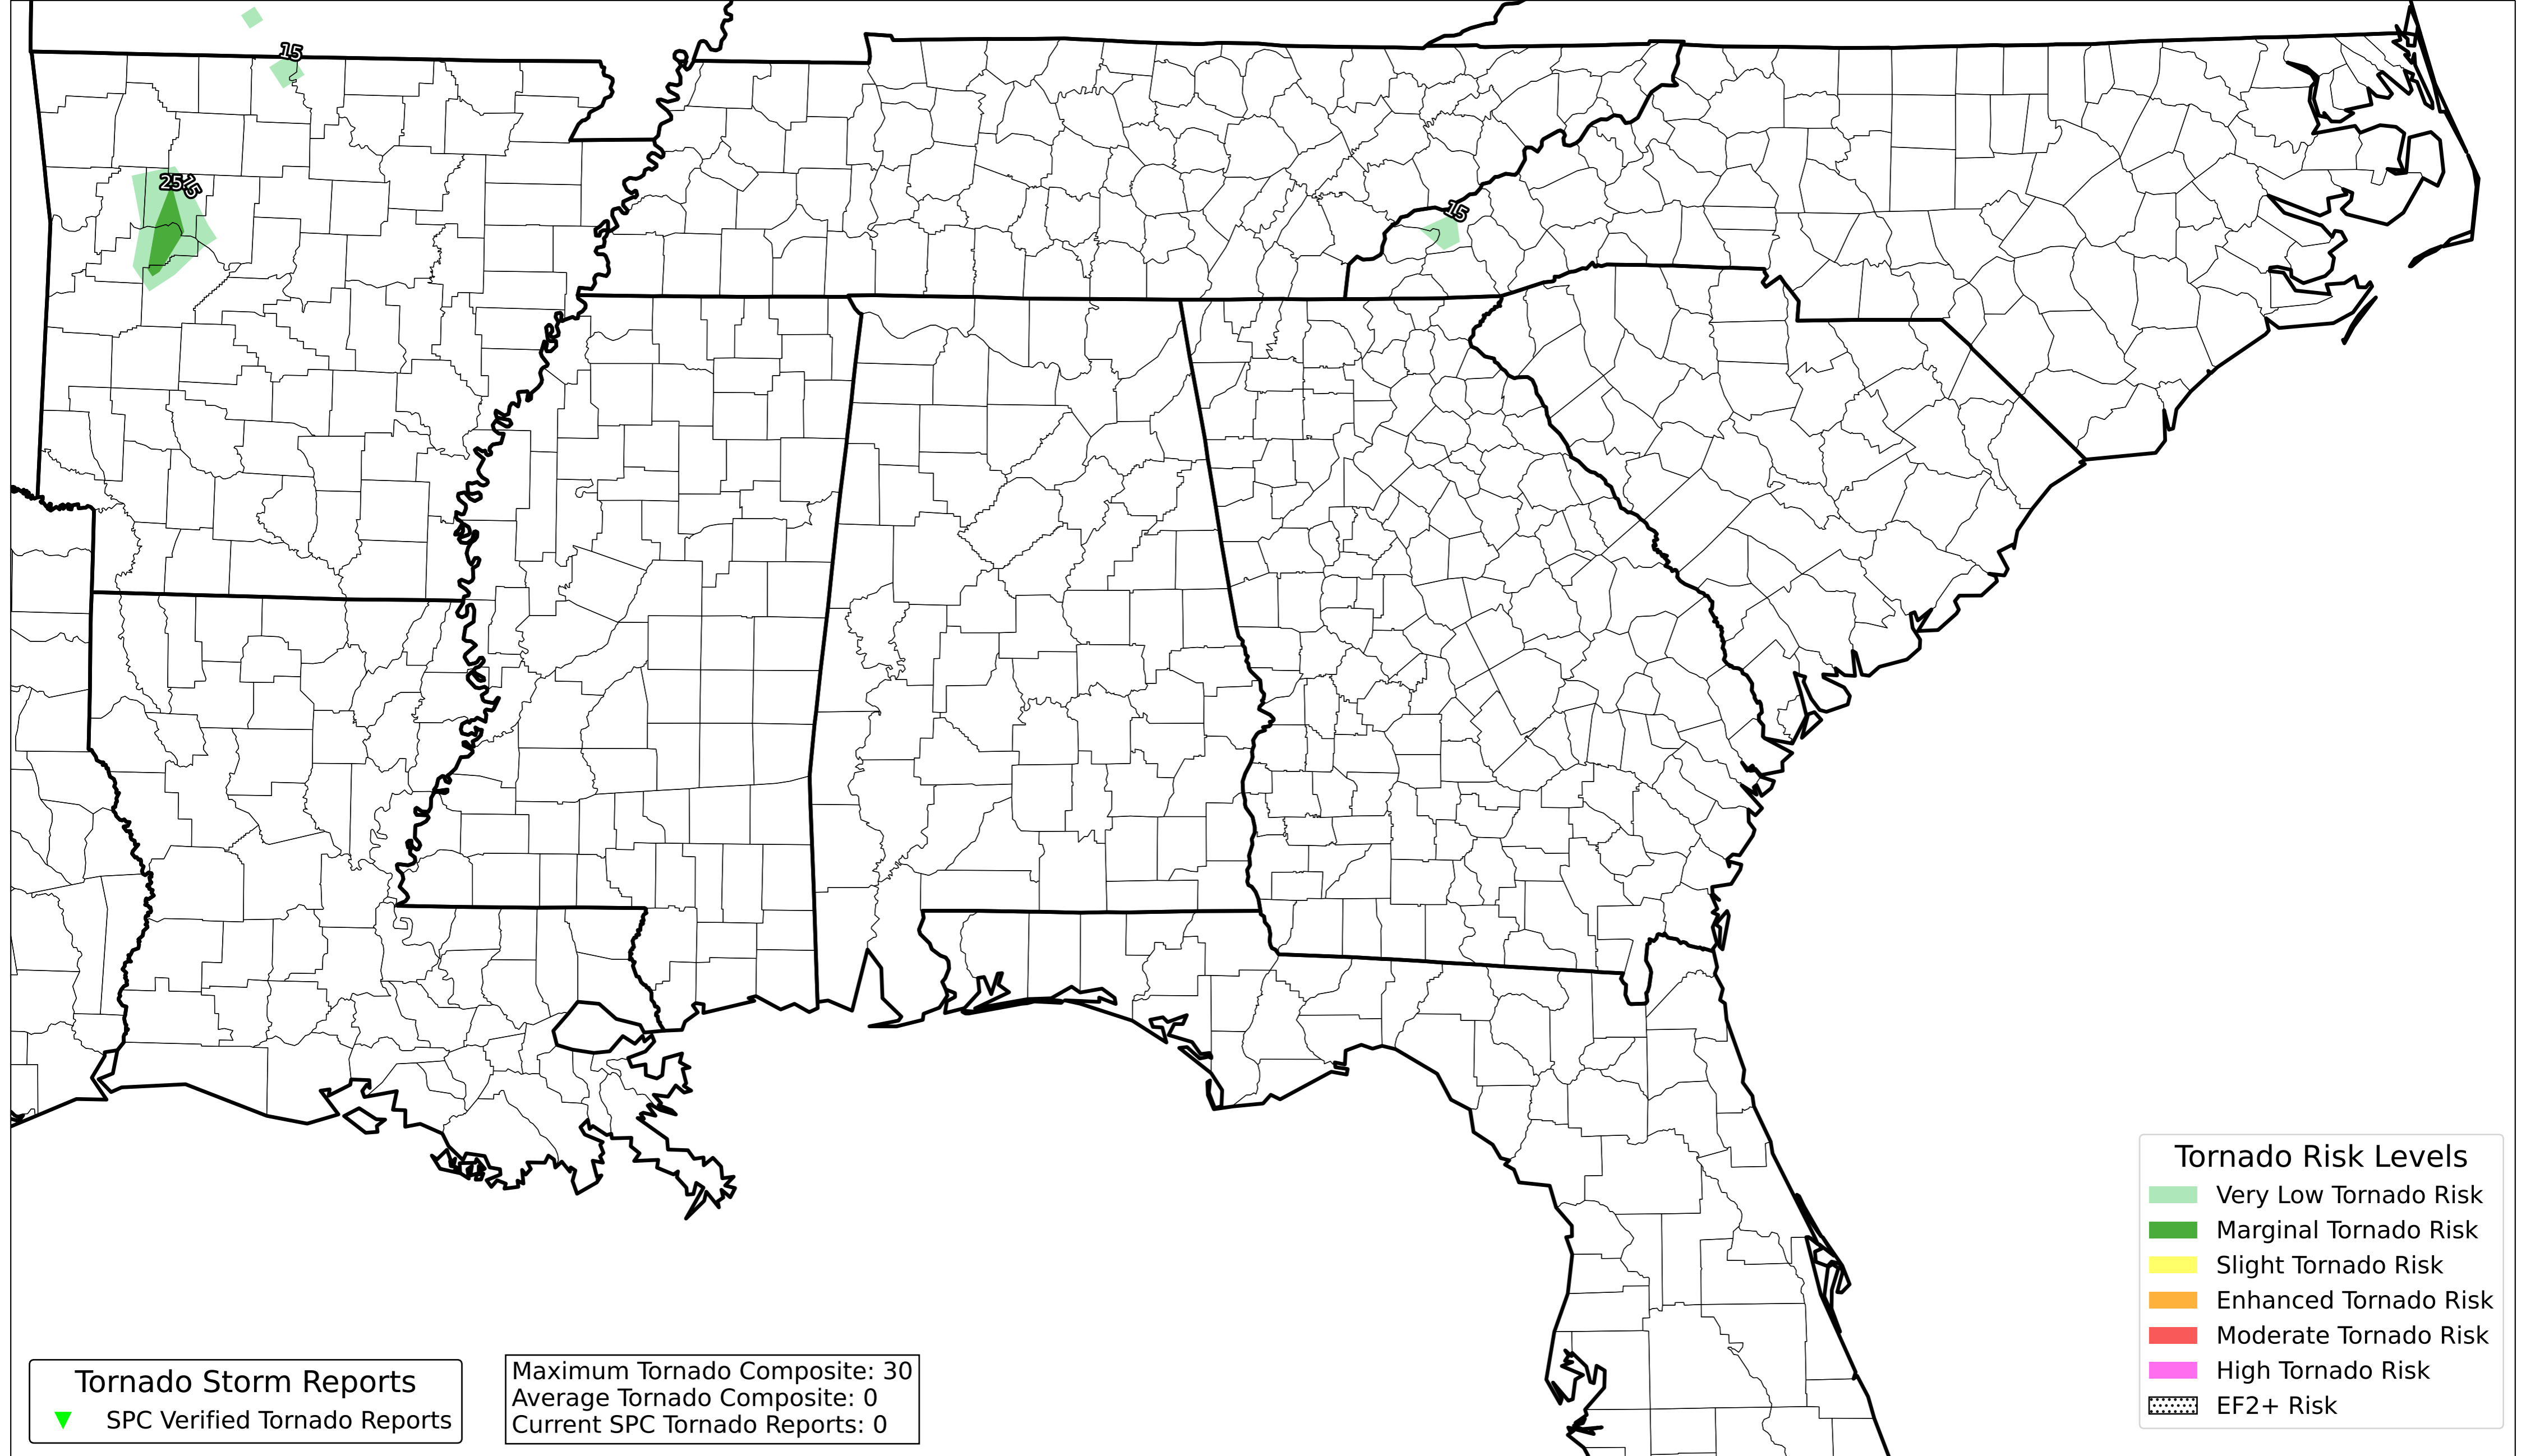 15
25
15
15
Tornado Storm Reports
SPC Verified Tornado Reports
Maximum Tornado Composite: 30
Average Tornado Composite: 0
Current SPC Tornado Reports: 0
Tornado Risk Levels
Very Low Tornado Risk
Marginal Tornado Risk
Slight Tornado Risk
Enhanced Tornado Risk
Moderate Tornado Risk
High Tornado Risk
EF2+ Risk